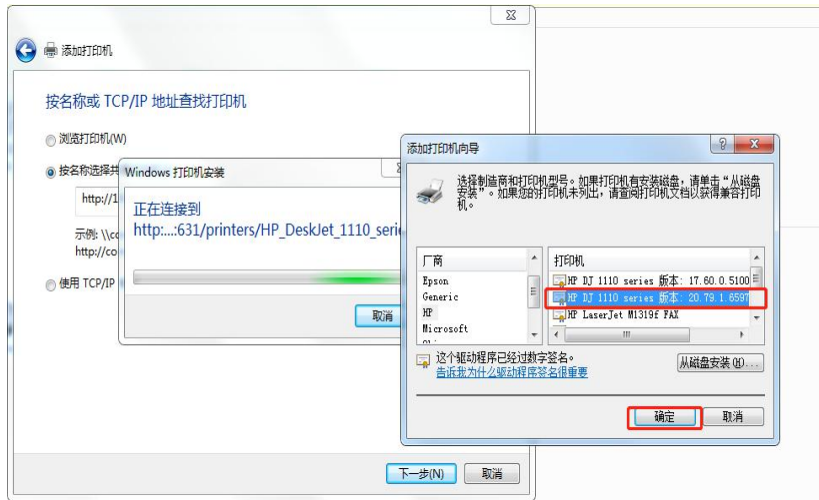 添加打印机
按名称或 TCP/IP 地址查找打印机
浏览打印机(W)
按名称选择共
http://1
示例: \\co
http://co
使用 TCP/IP
下一步(N)
取消
Windows 打印机安装
正在连接到
http:...:631/printers/HP_DeskJet_1110_seri
取消
添加打印机向导
选择制造商和打印机型号。如果打印机有安装磁盘，请单击“从磁盘
安装”。如果您的打印机未列出，请查阅打印机文档以获得兼容打印
机。
厂商
Epson
Generic
HP
Microsoft
打印机
HP DJ 1110 series 版本: 17.60.0.5100
HP DJ 1110 series 版本: 20.79.1.6597
HP LaserJet M1319f FAX
这个驱动程序已经过数字签名。
告诉我为什么驱动程序签名很重要
从磁盘安装(H)...
确定
取消